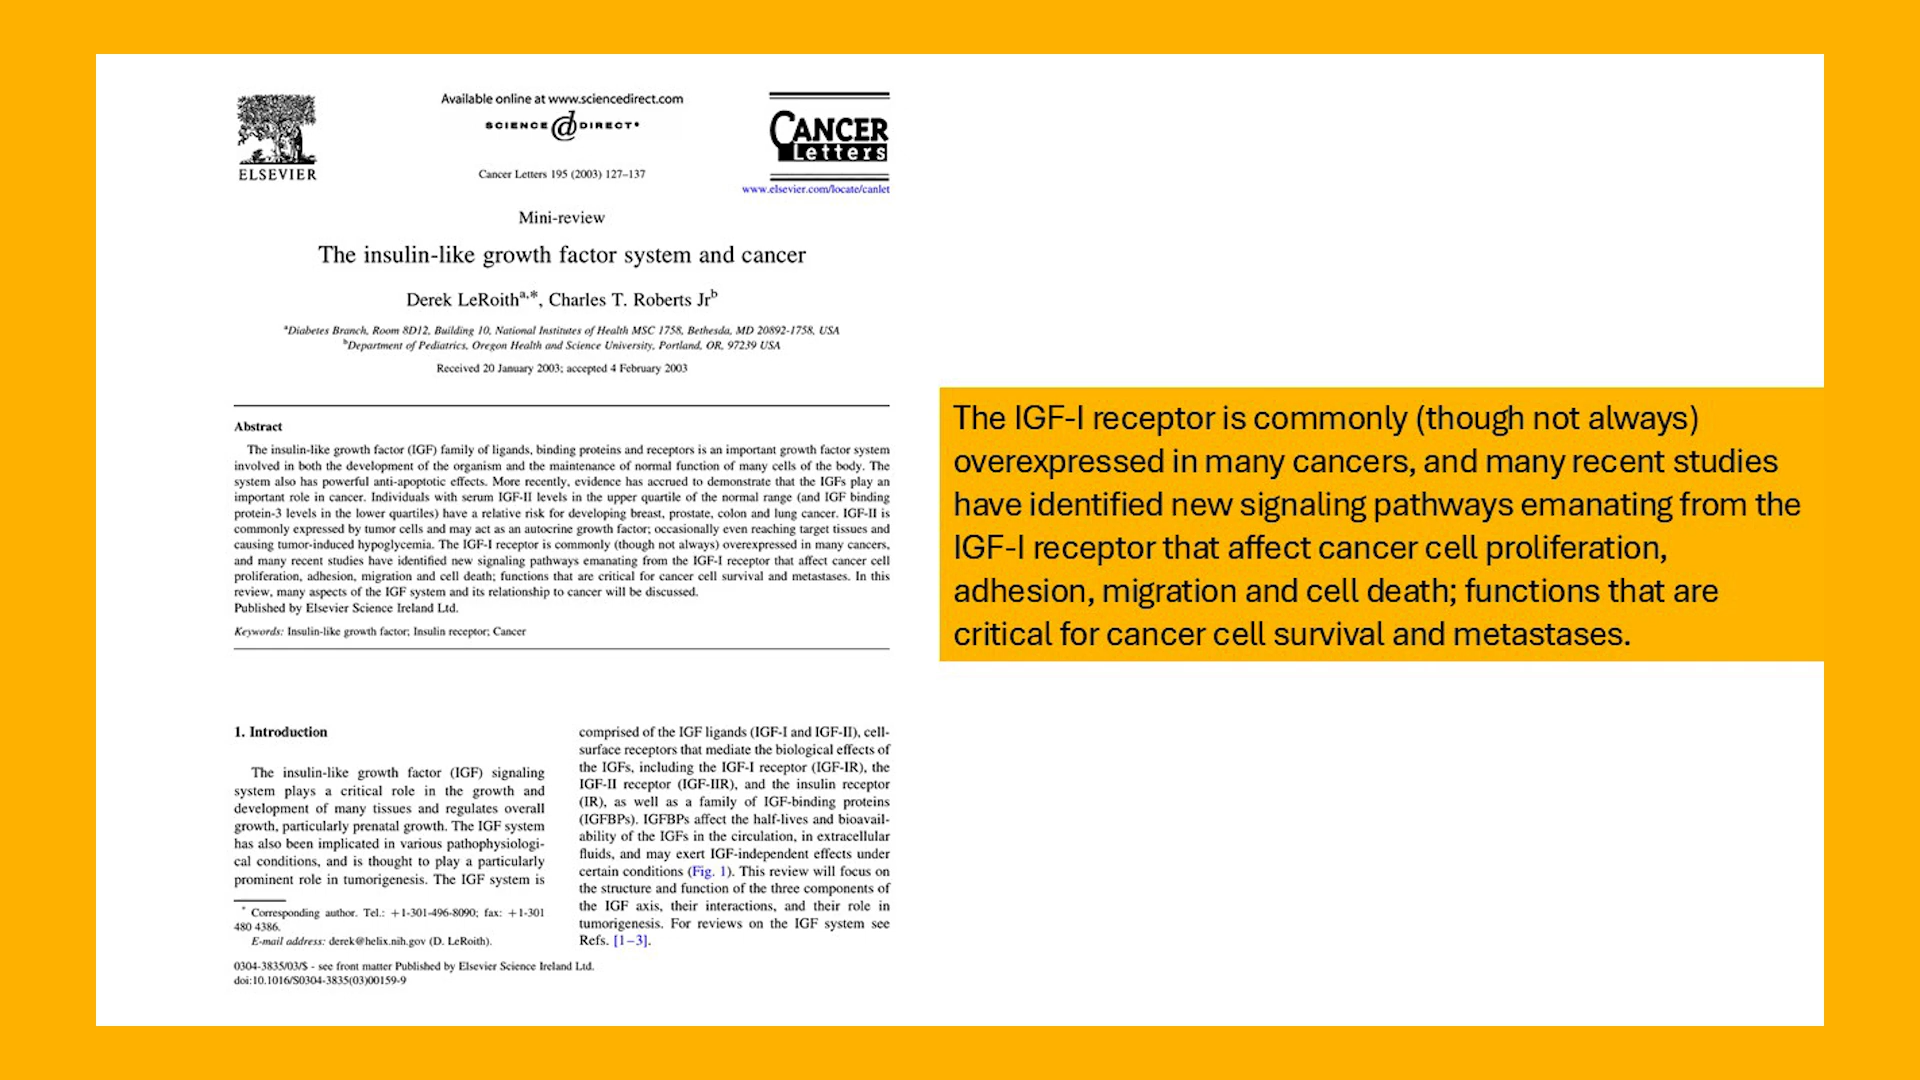 ELSEVIER
Available online at www.sciencedirect.com
SCIENCE @ DIRECT®
Cancer Letters 195 (2003) 127–137
CANCER
Letters
www.elsevier.com/locate/canlet
Mini-review
The insulin-like growth factor system and cancer
Derek LeRoithᵃ,*, Charles T. Roberts Jrᵇ
ᵃDiabetes Branch, Room 8D12, Building 10, National Institutes of Health MSC 1758, Bethesda, MD 20892-1758, USA
ᵇDepartment of Pediatrics, Oregon Health and Science University, Portland, OR, 97239 USA
Received 20 January 2003; accepted 4 February 2003
Abstract
The insulin-like growth factor (IGF) family of ligands, binding proteins and receptors is an important growth factor system
involved in both the development of the organism and the maintenance of normal function of many cells of the body. The
system also has powerful anti-apoptotic effects. More recently, evidence has accrued to demonstrate that the IGFs play an
important role in cancer. Individuals with serum IGF-II levels in the upper quartile of the normal range (and IGF binding
protein-3 levels in the lower quartiles) have a relative risk for developing breast, prostate, colon and lung cancer. IGF-II is
commonly expressed by tumor cells and may act as an autocrine growth factor; occasionally even reaching target tissues and
causing tumor-induced hypoglycemia. The IGF-I receptor is commonly (though not always) overexpressed in many cancers,
and many recent studies have identified new signaling pathways emanating from the IGF-I receptor that affect cancer cell
proliferation, adhesion, migration and cell death; functions that are critical for cancer cell survival and metastases. In this
review, many aspects of the IGF system and its relationship to cancer will be discussed.
Published by Elsevier Science Ireland Ltd.
Keywords: Insulin-like growth factor; Insulin receptor; Cancer
1. Introduction
The insulin-like growth factor (IGF) signaling
system plays a critical role in the growth and
development of many tissues and regulates overall
growth, particularly prenatal growth. The IGF system
has also been implicated in various pathophysiologi-
cal conditions, and is thought to play a particularly
prominent role in tumorigenesis. The IGF system is
* Corresponding author. Tel.: +1-301-496-8090; fax: +1-301
480 4386.
E-mail address: derek@helix.nih.gov (D. LeRoith).
comprised of the IGF ligands (IGF-I and IGF-II), cell-
surface receptors that mediate the biological effects of
the IGFs, including the IGF-I receptor (IGF-IR), the
IGF-II receptor (IGF-IIR), and the insulin receptor
(IR), as well as a family of IGF-binding proteins
(IGFBPs). IGFBPs affect the half-lives and bioavail-
ability of the IGFs in the circulation, in extracellular
fluids, and may exert IGF-independent effects under
certain conditions (Fig. 1). This review will focus on
the structure and function of the three components of
the IGF axis, their interactions, and their role in
tumorigenesis. For reviews on the IGF system see
Refs. [1–3].
0304-3835/03/$ - see front matter Published by Elsevier Science Ireland Ltd.
doi:10.1016/S0304-3835(03)00159-9
The IGF-I receptor is commonly (though not always)
overexpressed in many cancers, and many recent studies
have identified new signaling pathways emanating from the
IGF-I receptor that affect cancer cell proliferation,
adhesion, migration and cell death; functions that are
critical for cancer cell survival and metastases.